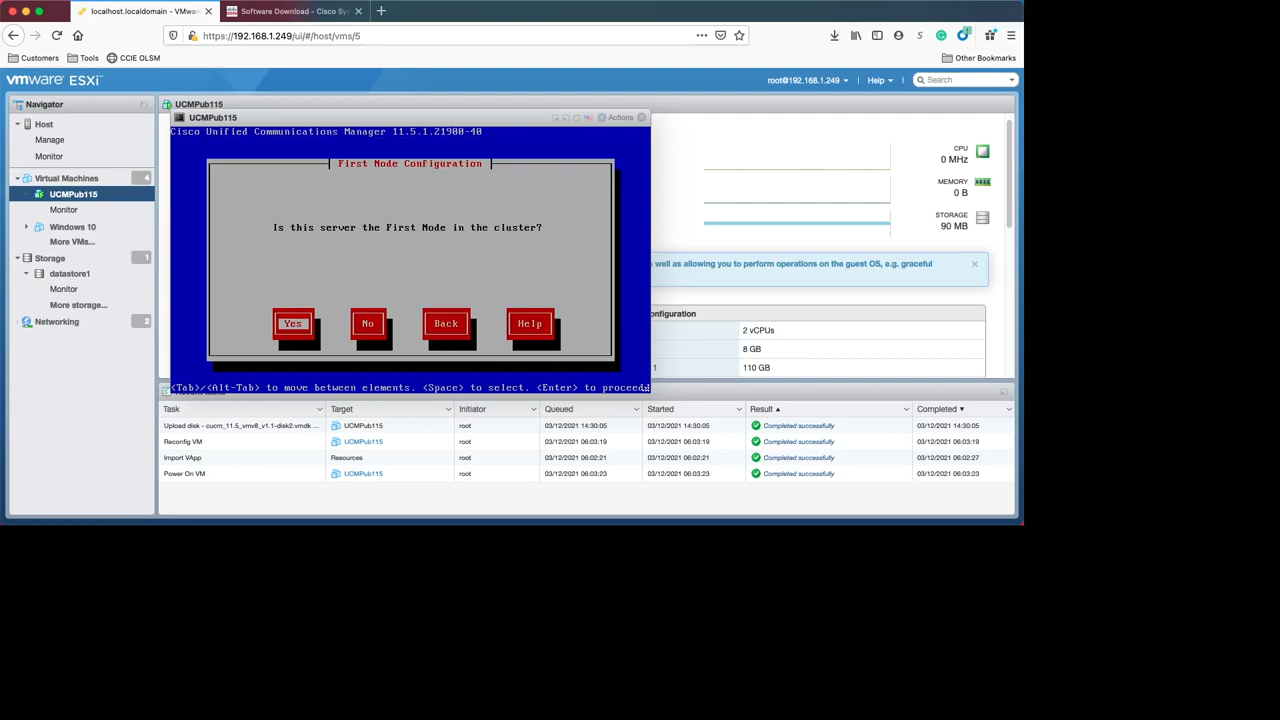 localhost.localdomain - VMwa
Software Download - Cisco Sys
https://192.168.1.249/ui/#/host/vms/5
Customers
Tools
CCIE OLSM
Other Bookmarks
vmware ESXi™
root@192.168.1.249
Help
Search
Navigator
Host
Manage
Monitor
Virtual Machines
4
UCMPub115
Monitor
Windows 10
More VMs...
Storage
1
datastore1
Monitor
More storage...
Networking
2
UCMPub115
UCMPub115
Actions
Cisco Unified Communications Manager 11.5.1.21900-40
First Node Configuration
Is this server the First Node in the cluster?
Yes No Back Help
<Tab>/<Alt-Tab> to move between elements. <Space> to select. <Enter> to proceed
CPU
0 MHz
MEMORY
0 B
STORAGE
90 MB
well as allowing you to perform operations on the guest OS, e.g. graceful
2 vCPUs
8 GB
1 110 GB
Task Target Initiator Queued Started Result Completed
Upload disk - cucm_11.5_vmv8_v1.1-disk2.vmdk ... UCMPub115 root 03/12/2021 14:30:05 03/12/2021 14:30:05 Completed successfully 03/12/2021 14:30:05
Reconfig VM UCMPub115 root 03/12/2021 06:03:19 03/12/2021 06:03:19 Completed successfully 03/12/2021 06:03:19
Import VApp Resources root 03/12/2021 06:02:21 03/12/2021 06:02:21 Completed successfully 03/12/2021 06:02:27
Power On VM UCMPub115 root 03/12/2021 06:03:23 03/12/2021 06:03:23 Completed successfully 03/12/2021 06:03:23